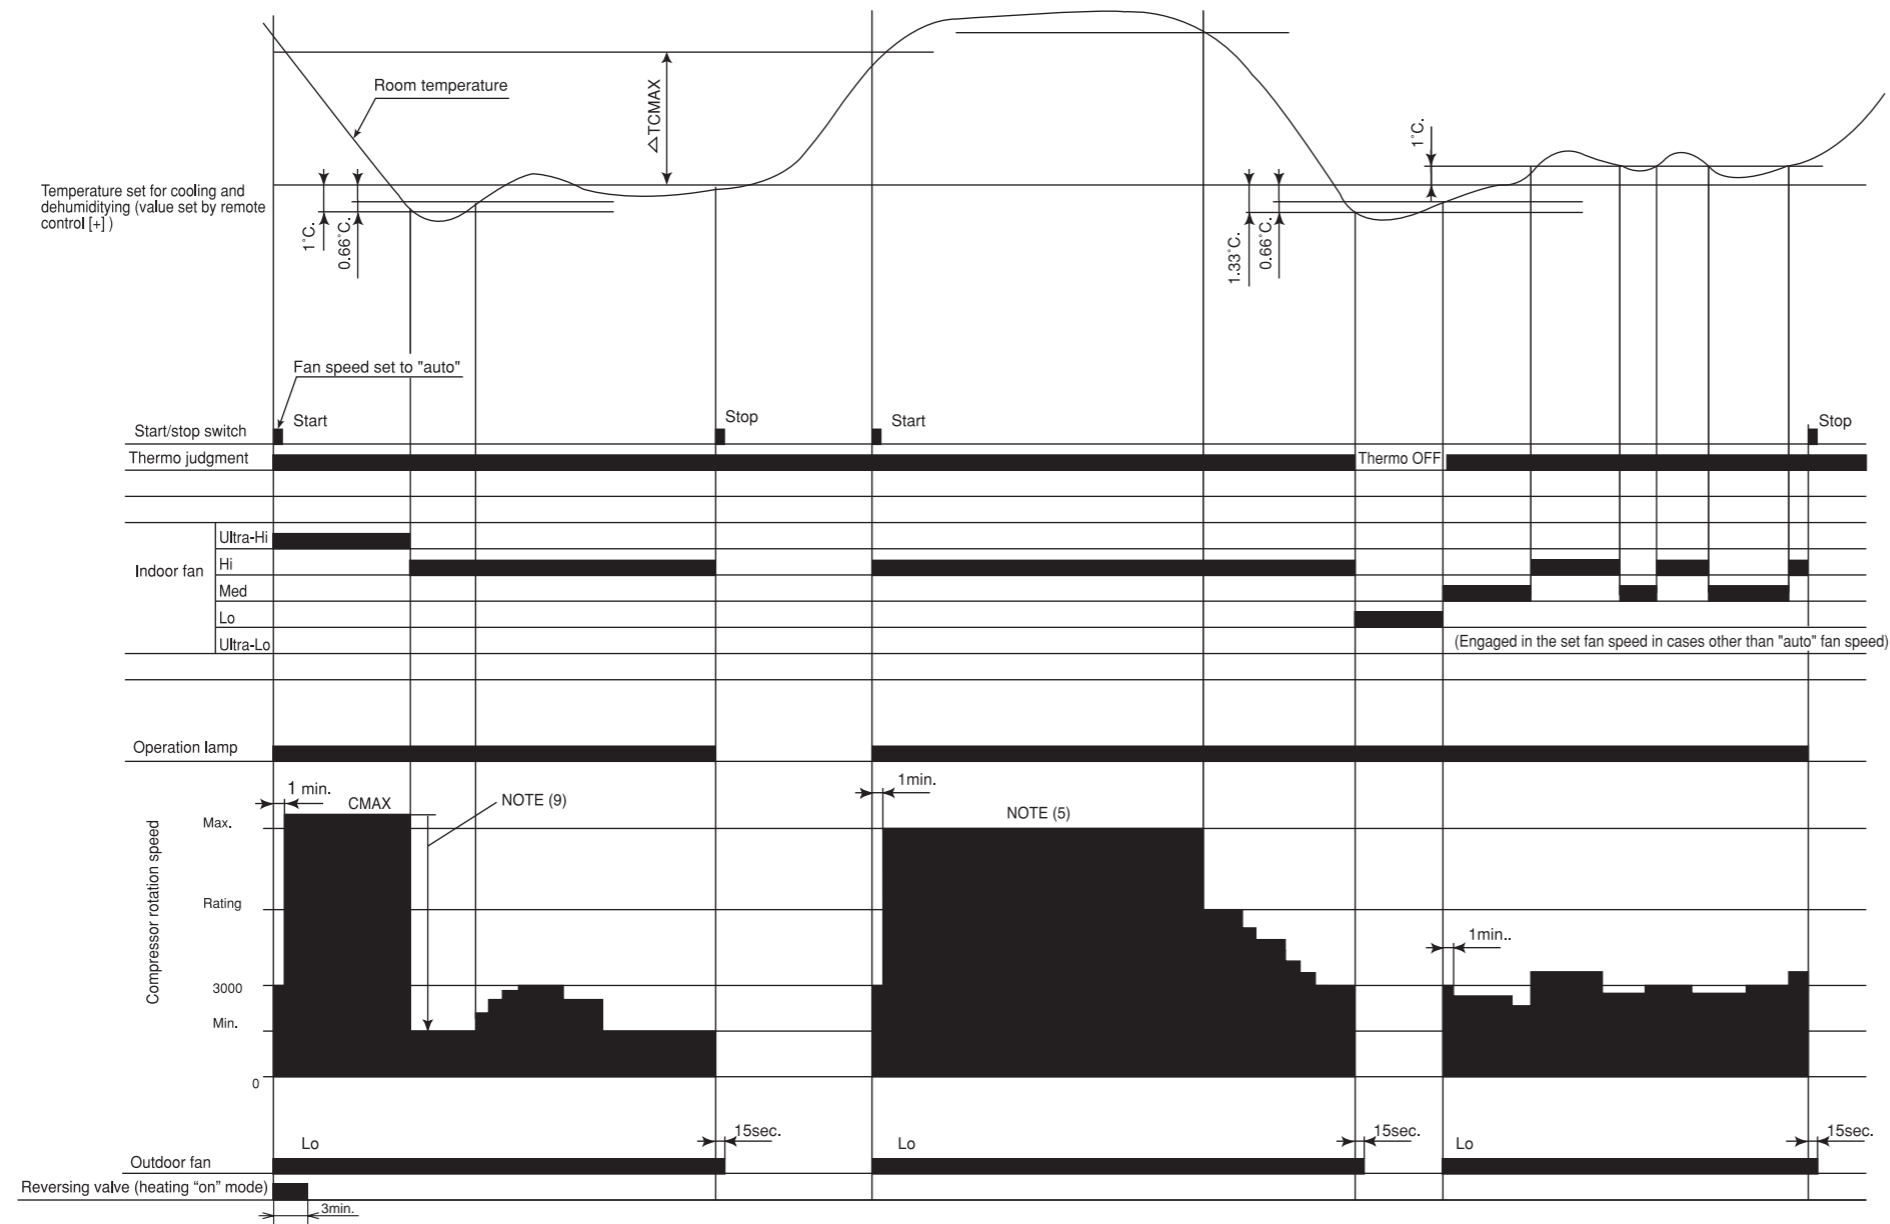 Room temperature
△TCMAX
1˚C.
Temperature set for cooling and
dehumiditying (value set by remote
control [+] )
1˚C.
0.66˚C.
1.33˚C.
0.66˚C.
Fan speed set to "auto"
Start
Stop
Start
Stop
Start/stop switch
Thermo judgment
Thermo OFF
Indoor fan
Ultra-Hi
Hi
Med
Lo
Ultra-Lo
(Engaged in the set fan speed in cases other than "auto" fan speed)
Operation lamp
1 min.
CMAX
NOTE (9)
1min.
NOTE (5)
Compressor rotation speed
Max.
Rating
1min..
3000
Min.
0
Lo
15sec.
Lo
15sec.
Lo
15sec.
Outdoor fan
Reversing valve (heating “on” mode)
3min.